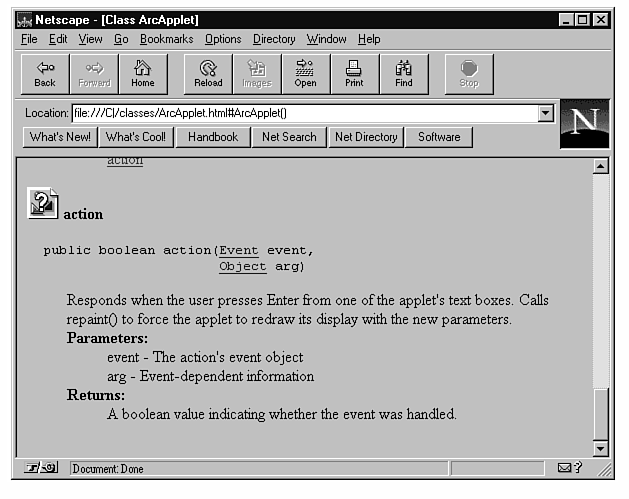 Netscape - [Class ArcApplet]
File Edit View Go Bookmarks Options Directory Window Help
Back Forward Home Reload Images Open Print Find Stop
Location: file:///C|/classes/ArcApplet.html#ArcApplet()
N
What's New! What's Cool! Handbook Net Search Net Directory Software
action
action
public boolean action(Event event,
Object arg)
Responds when the user presses Enter from one of the applet's text boxes. Calls
repaint() to force the applet to redraw its display with the new parameters.
Parameters:
event - The action's event object
arg - Event-dependent information
Returns:
A boolean value indicating whether the event was handled.
Document: Done